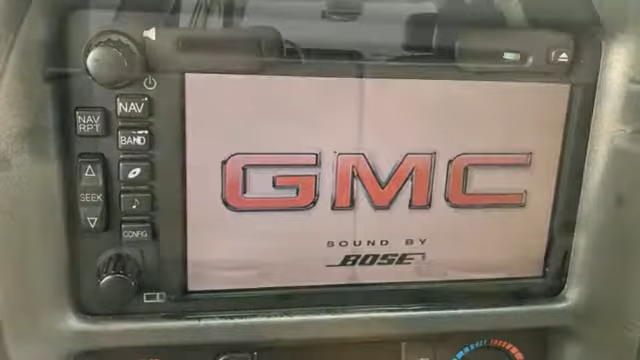 NAV
NAV
RPT
BAND
SEEK
CONFIG
GMC
SOUND BY
BOSE